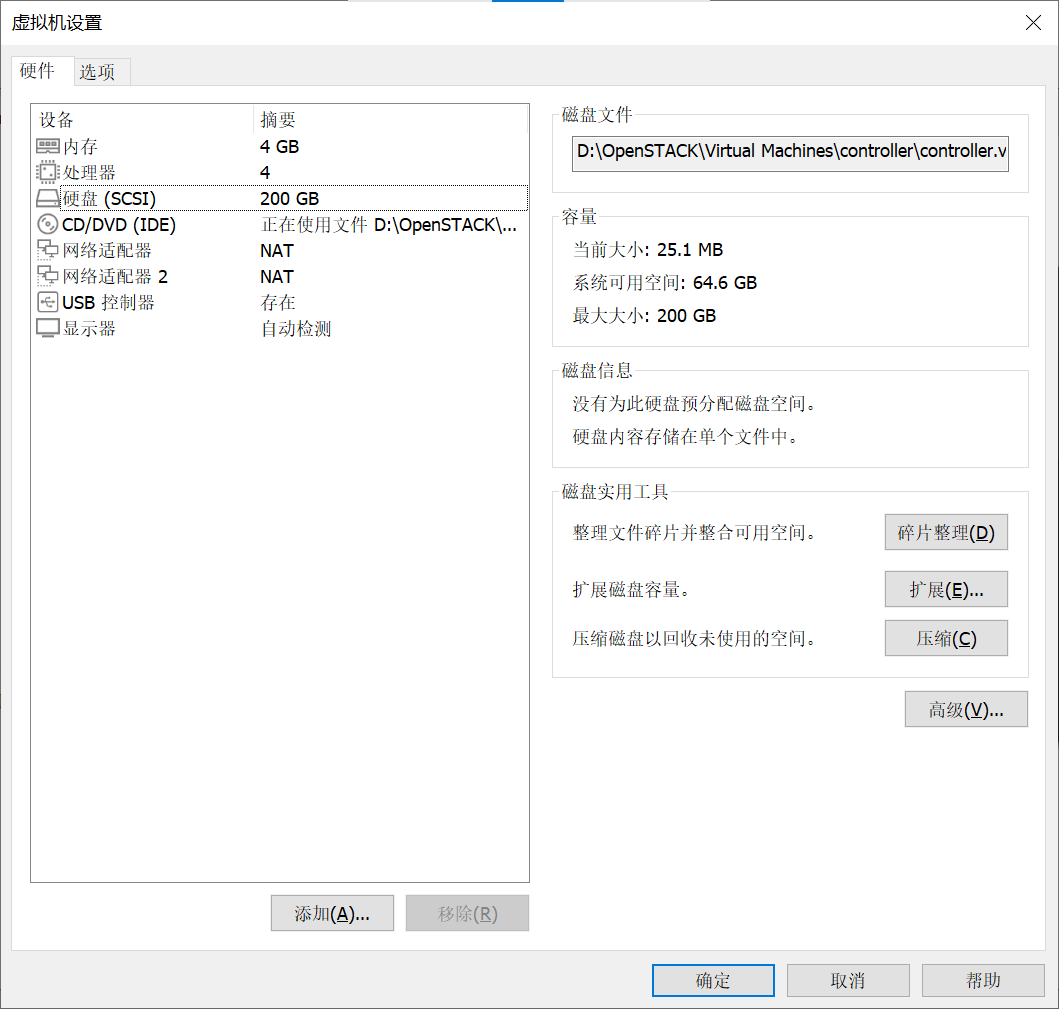 虚拟机设置
硬件 选项
设备 摘要
内存 4 GB
处理器 4
硬盘 (SCSI) 200 GB
CD/DVD (IDE) 正在使用文件 D:\OpenSTACK\...
网络适配器 NAT
网络适配器 2 NAT
USB 控制器 存在
显示器 自动检测
添加(A)... 移除(R)
磁盘文件
D:\OpenSTACK\Virtual Machines\controller\controller.v
容量
当前大小: 25.1 MB
系统可用空间: 64.6 GB
最大大小: 200 GB
磁盘信息
没有为此硬盘预分配磁盘空间。
硬盘内容存储在单个文件中。
磁盘实用工具
整理文件碎片并整合可用空间。 碎片整理(D)
扩展磁盘容量。 扩展(E)...
压缩磁盘以回收未使用的空间。 压缩(C)
高级(V)...
确定 取消 帮助